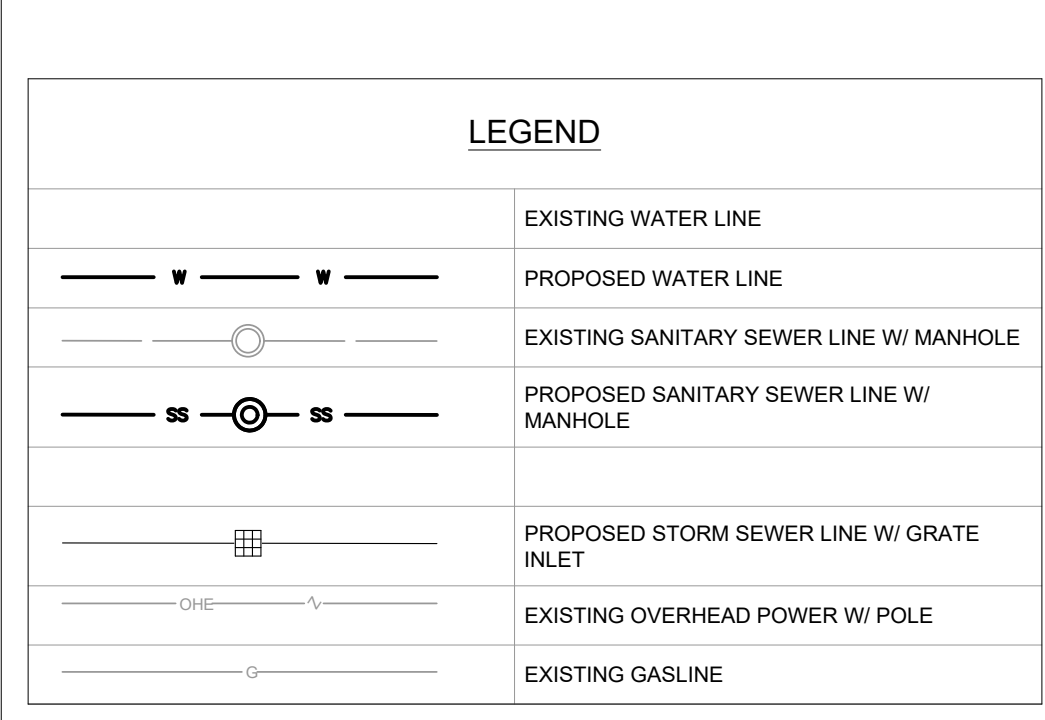 LEGEND
EXISTING WATER LINE
W W
PROPOSED WATER LINE
EXISTING SANITARY SEWER LINE W/ MANHOLE
SS SS
PROPOSED SANITARY SEWER LINE W/
MANHOLE
PROPOSED STORM SEWER LINE W/ GRATE
INLET
OHE
EXISTING OVERHEAD POWER W/ POLE
G
EXISTING GASLINE